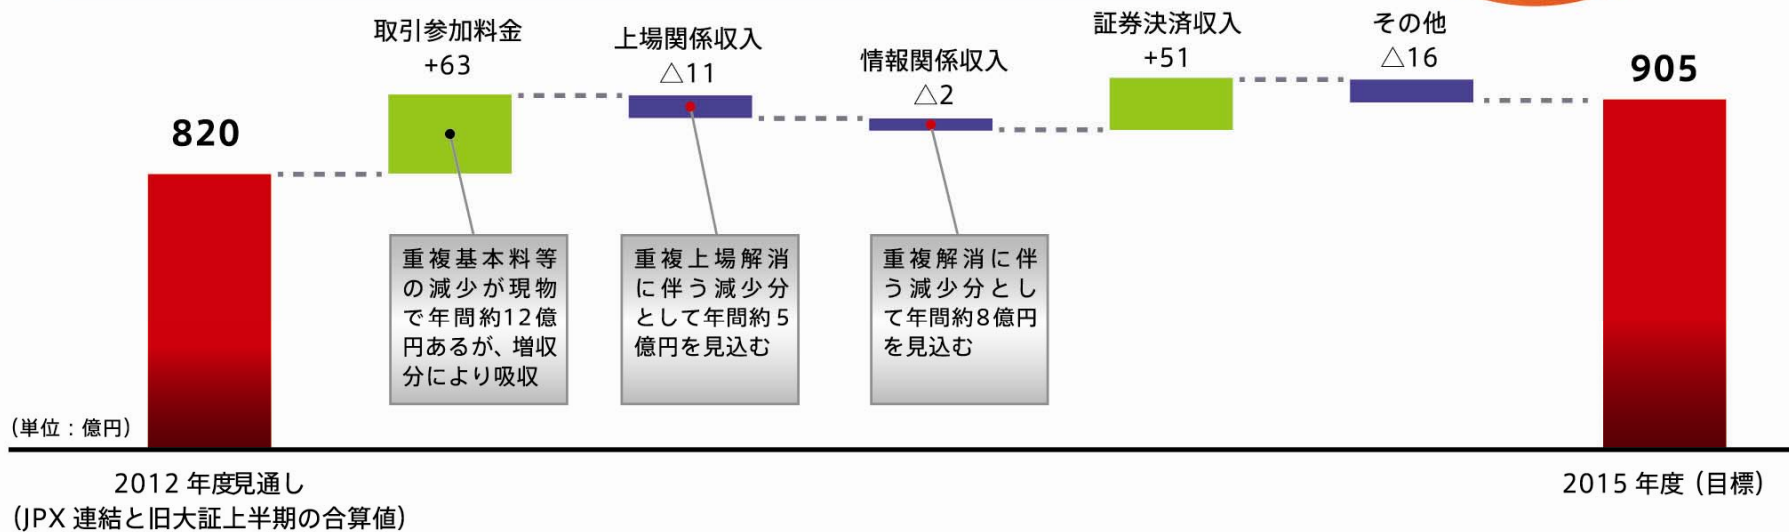 取引参加料金
+63
上場関係収入
△11
情報関係収入
△2
証券決済収入
+51
その他
△16
820
905
重複基本料等
の減少が現物
で年間約12億
円あるが、増収
分により吸収
重複上場解消
に伴う減少分
として年間約5
億円を見込む
重複解消に伴
う減少分とし
て年間約8億円
を見込む
(単位：億円)
2012 年度見通し
(JPX 連結と旧大証上半期の合算値)
2015 年度 (目標)